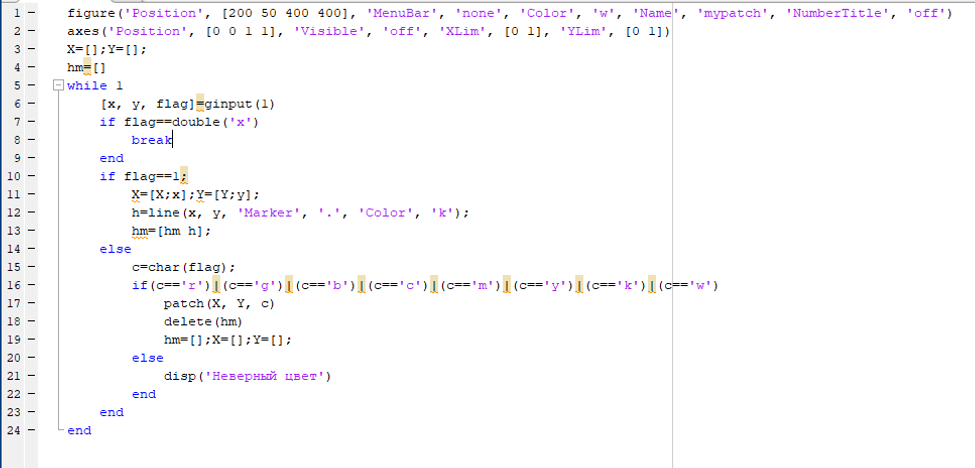 1 figure('Position', [200 50 400 400], 'MenuBar', 'none', 'Color', 'w', 'Name', 'mypatch', 'NumberTitle', 'off')
2 axes('Position', [0 0 1 1], 'Visible', 'off', 'XLim', [0 1], 'YLim', [0 1])
3 X=[];Y=[];
4 hm=[]
5 while 1
6 [x, y, flag]=ginput(1)
7 if flag==double('x')
8 break
9 end
10 if flag==1;
11 X=[X;x];Y=[Y;y];
12 h=line(x, y, 'Marker', '.', 'Color', 'k');
13 hm=[hm h];
14 else
15 c=char(flag);
16 if(c=='r')|(c=='g')|(c=='b')|(c=='c')|(c=='m')|(c=='y')|(c=='k')|(c=='w')
17 patch(X, Y, c)
18 delete(hm)
19 hm=[];X=[];Y=[];
20 else
21 disp('Неверный цвет')
22 end
23 end
24 end